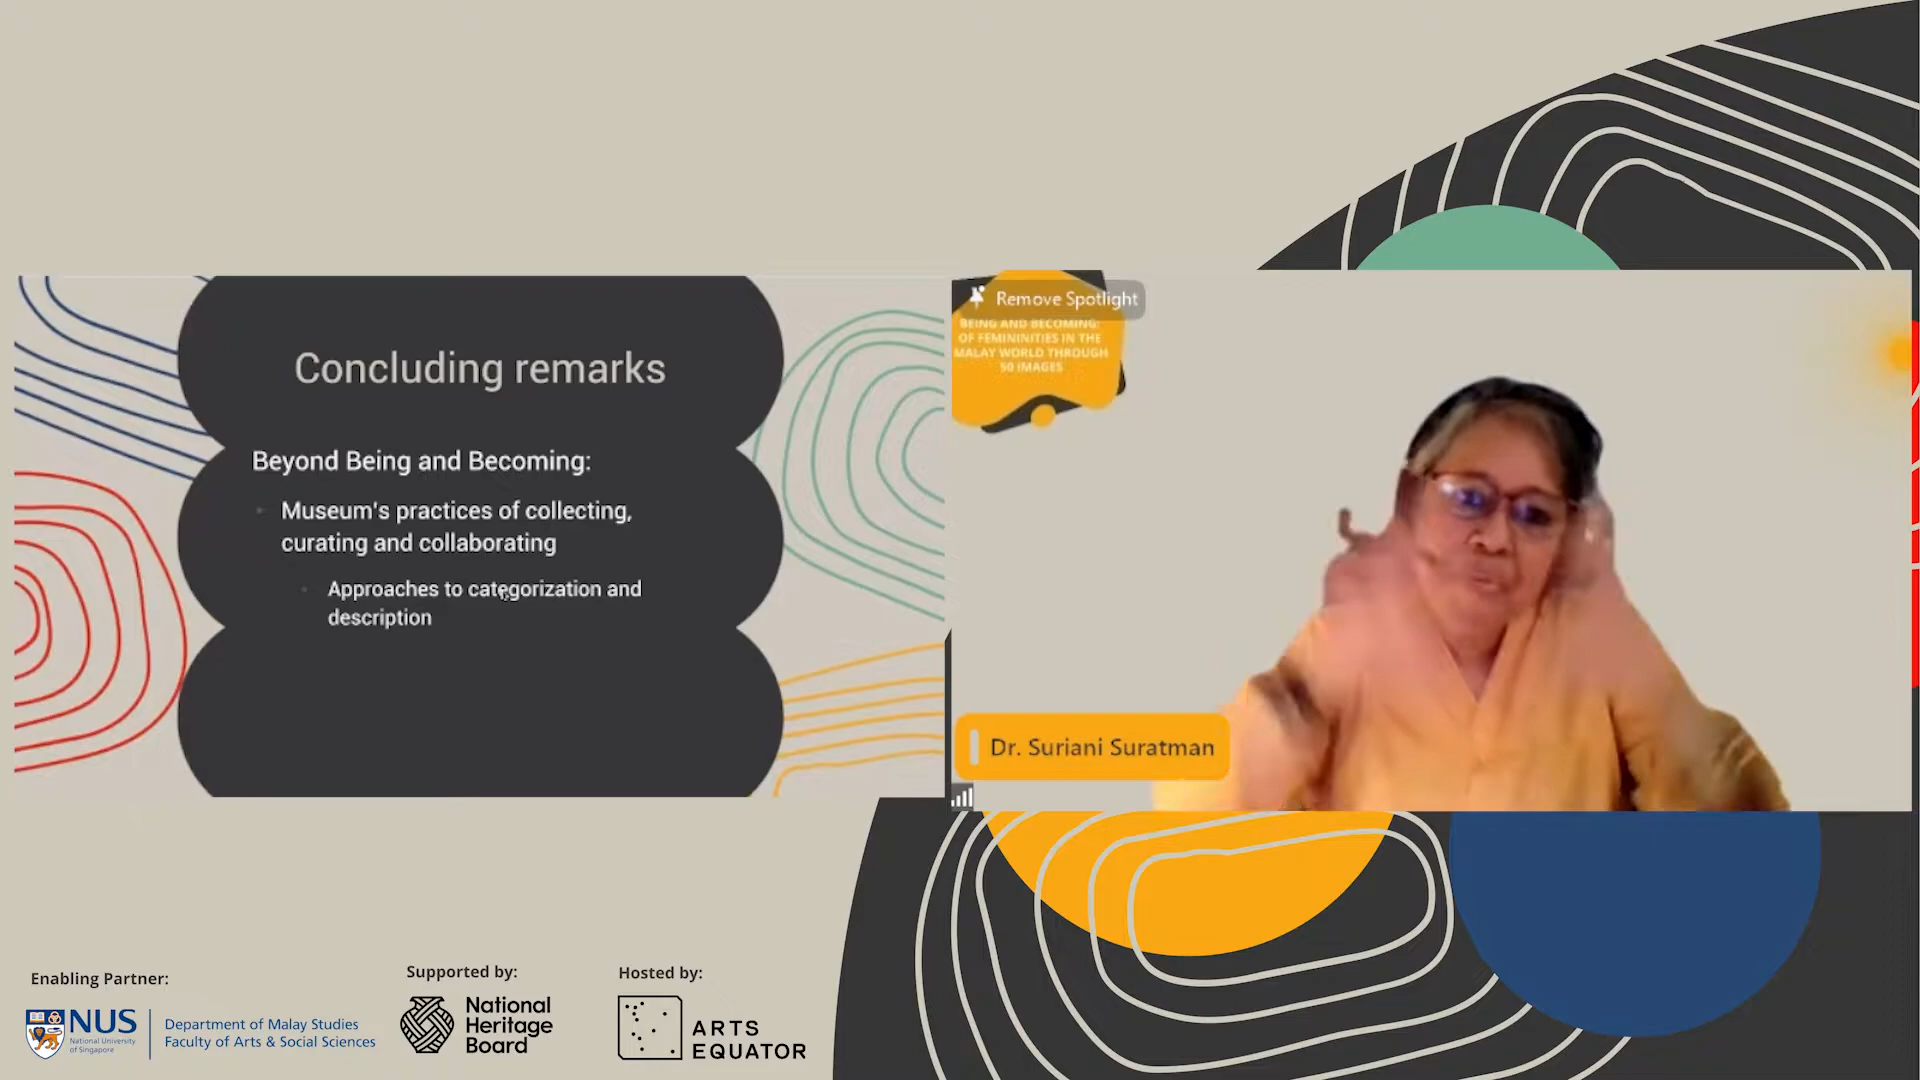 Concluding remarks
Beyond Being and Becoming:
Museum's practices of collecting,
curating and collaborating
Approaches to categorization and
description
Remove Spotlight
BEING AND BECOMING:
OF FEMININITIES IN THE
MALAY WORLD THROUGH
50 IMAGES
Dr. Suriani Suratman
Enabling Partner:
NUS
National University
of Singapore
Department of Malay Studies
Faculty of Arts & Social Sciences
Supported by:
National
Heritage
Board
Hosted by:
ARTS
EQUATOR